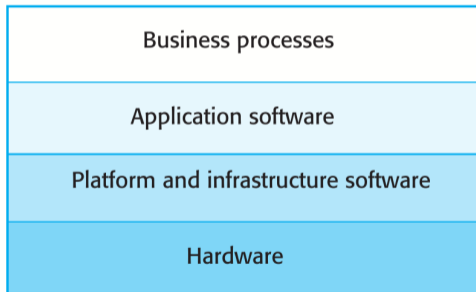 Business processes
Application software
Platform and infrastructure software
Hardware